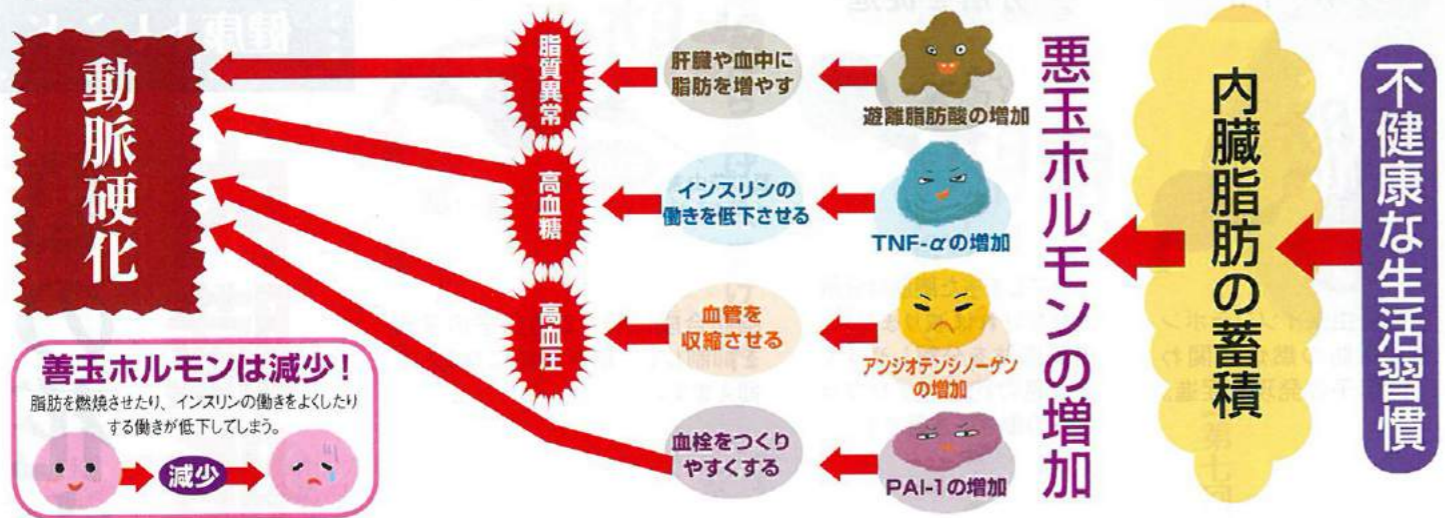 不健康な生活習慣
内臓脂肪の蓄積
悪玉ホルモンの増加
遊離脂肪酸の増加
肝臓や血中に
脂肪を増やす
脂質異常
TNF-αの増加
インスリンの
働きを低下させる
高血糖
アンジオテンシノーゲン
の増加
血管を
収縮させる
高血圧
PAI-1の増加
血栓をつくり
やすくする
動脈硬化
善玉ホルモンは減少！
脂肪を燃焼させたり、インスリンの働きをよくしたり
する働きが低下してしまう。
減少